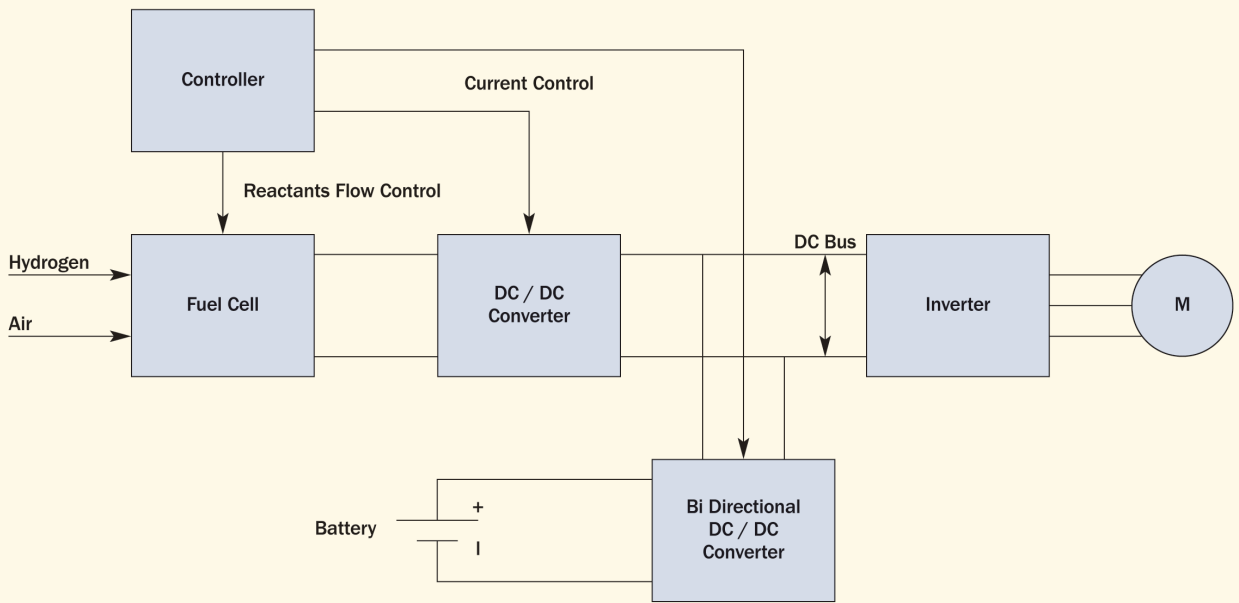 Controller
Current Control
Reactants Flow Control
DC Bus
Hydrogen
Air
Fuel Cell
DC / DC
Converter
Inverter
M
Battery
+
I
Bi Directional
DC / DC
Converter